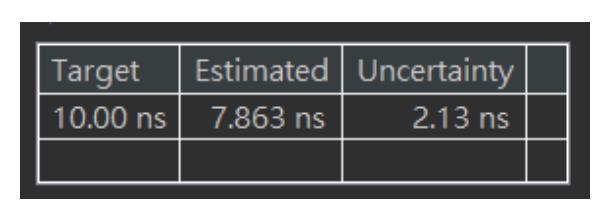 Target Estimated Uncertainty
10.00 ns 7.863 ns 2.13 ns